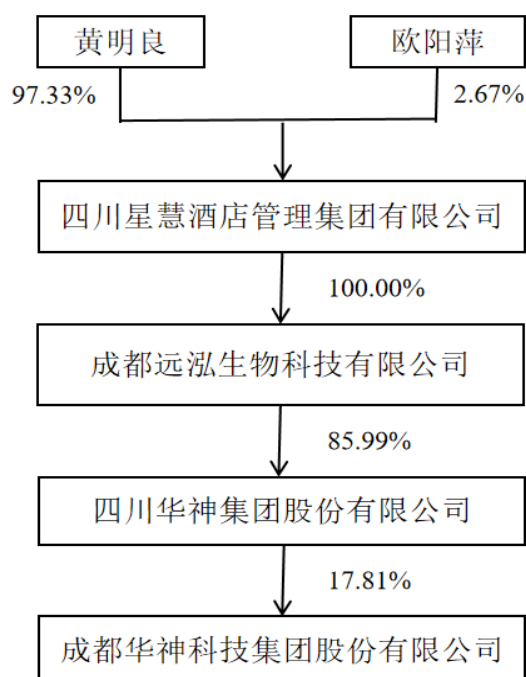 黄明良
欧阳萍
97.33%
2.67%
四川星慧酒店管理集团有限公司
100.00%
成都远泓生物科技有限公司
85.99%
四川华神集团股份有限公司
17.81%
成都华神科技集团股份有限公司